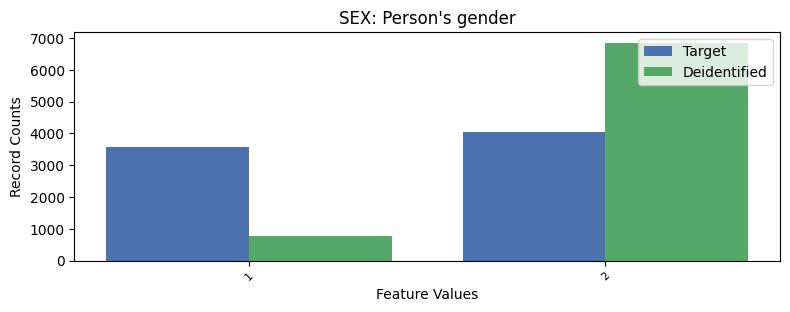 SEX: Person's gender
7000
6000
5000
4000
3000
2000
1000
0
Record Counts
Target
Deidentified
1
2
Feature Values